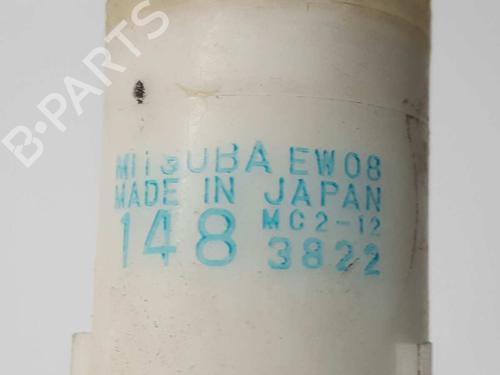 B-PARTS
MITSUBA EW08
MADE IN JAPAN
148 MC2-12
3822